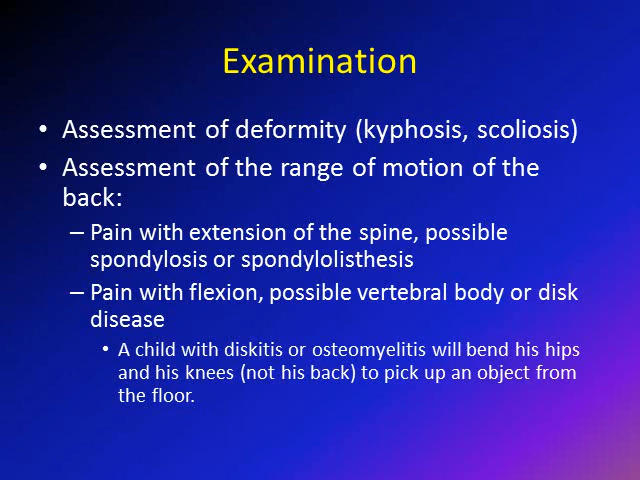 Examination
• Assessment of deformity (kyphosis, scoliosis)
• Assessment of the range of motion of the
back:
– Pain with extension of the spine, possible
spondylosis or spondylolisthesis
– Pain with flexion, possible vertebral body or disk
disease
• A child with diskitis or osteomyelitis will bend his hips
and his knees (not his back) to pick up an object from
the floor.